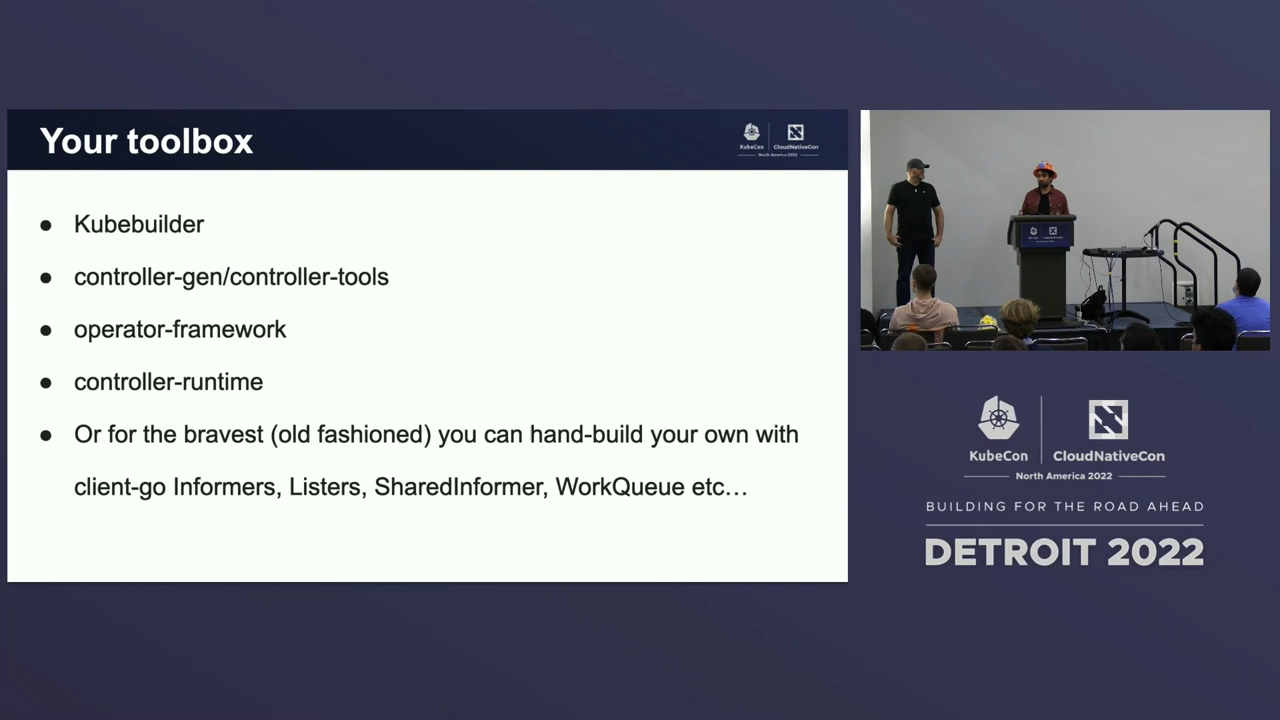 Your toolbox
KubeCon
CloudNativeCon
North America 2022
● Kubebuilder
● controller-gen/controller-tools
● operator-framework
● controller-runtime
● Or for the bravest (old fashioned) you can hand-build your own with
client-go Informers, Listers, SharedInformer, WorkQueue etc…
KubeCon
CloudNativeCon
North America 2022
BUILDING FOR THE ROAD AHEAD
DETROIT 2022